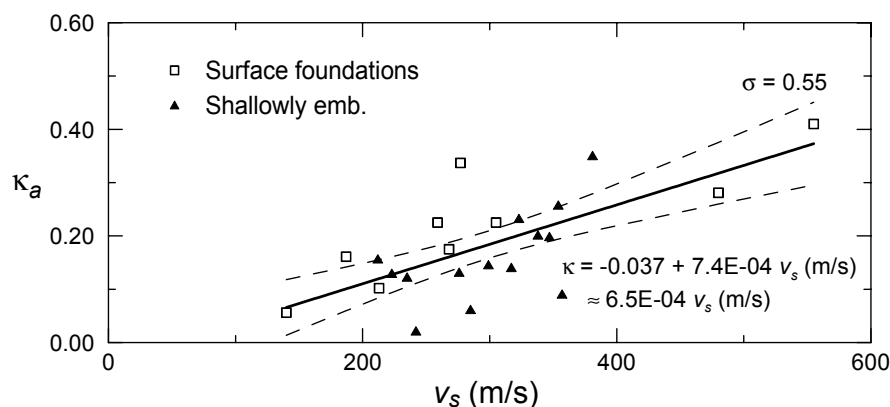 0.60
Surface foundations
Shallowly emb.
σ = 0.55
0.40
κa
0.20
κ = -0.037 + 7.4E-04 vs (m/s)
≈ 6.5E-04 vs (m/s)
0.00
0 200 400 600
vs (m/s)